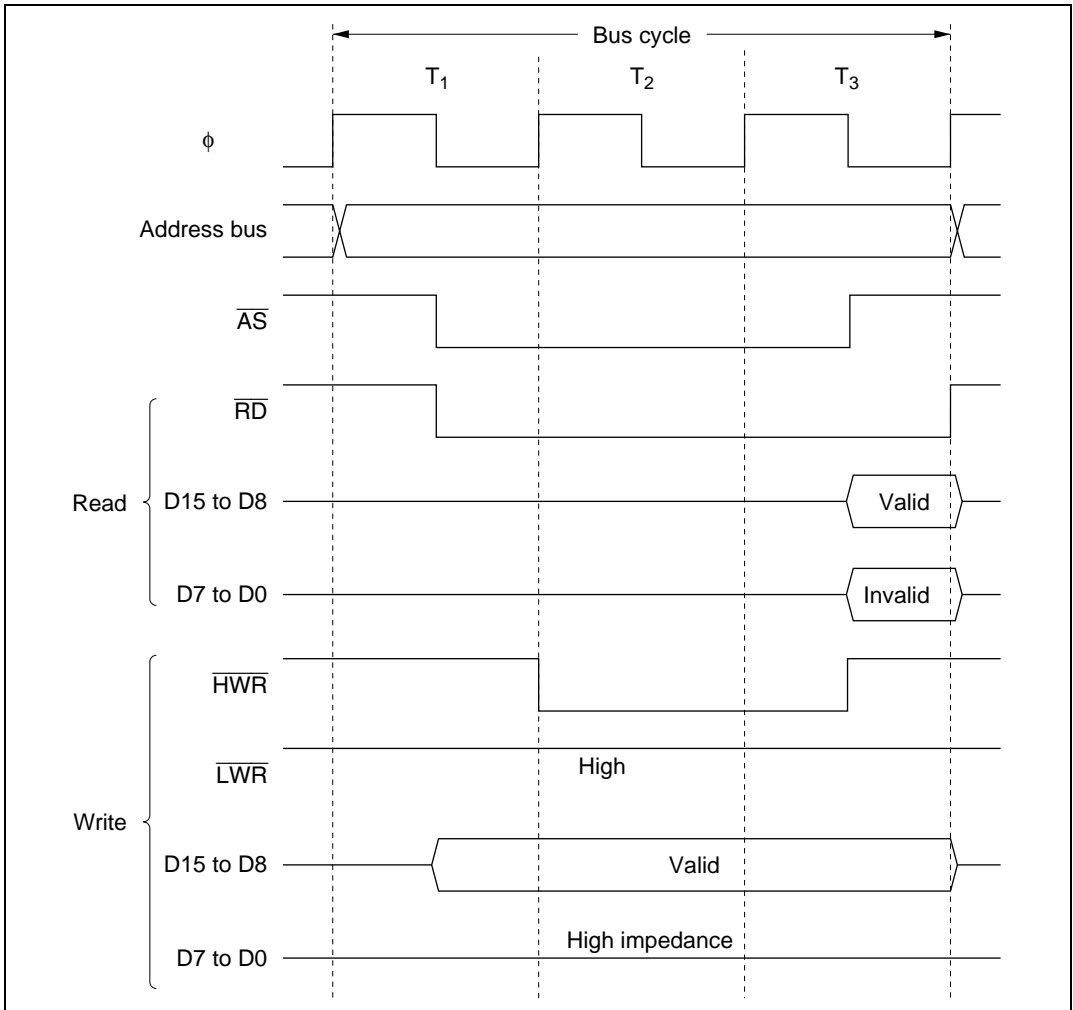 Bus cycle
T1 T2 T3
ϕ
Address bus
AS
RD
Read
D15 to D8
Valid
D7 to D0
Invalid
HWR
LWR
High
Write
D15 to D8
Valid
D7 to D0
High impedance